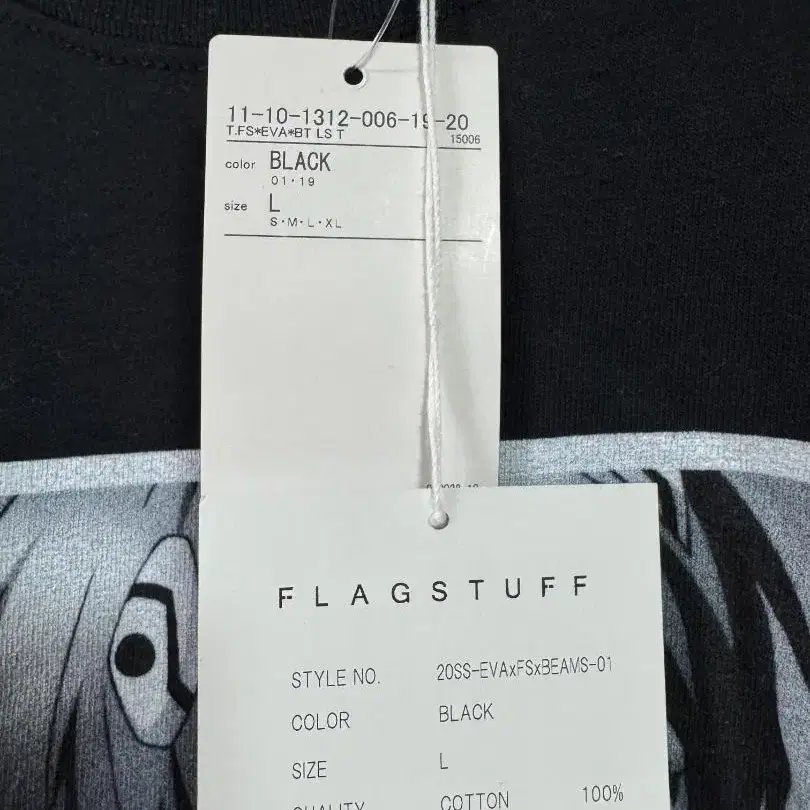 11-10-1312-006-19-20
T.FS*EVA*BT LS T
15006
color BLACK
01・19
size L
S・M・L・XL
FLAGSTUFF
STYLE NO. 20SS-EVAxFSxBEAMS-01
COLOR BLACK
SIZE L
QUALITY COTTON 100%